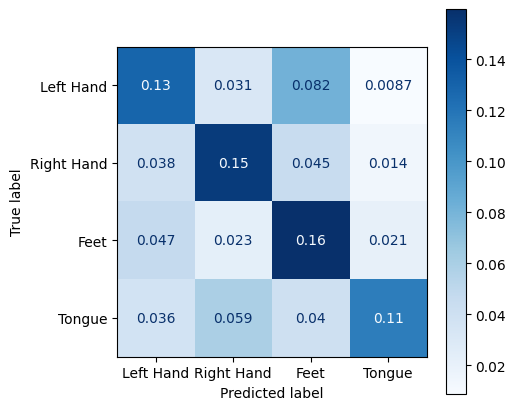 True label
Left Hand 0.13 0.031 0.082 0.0087
Right Hand 0.038 0.15 0.045 0.014
Feet 0.047 0.023 0.16 0.021
Tongue 0.036 0.059 0.04 0.11
Left Hand Right Hand Feet Tongue
Predicted label
0.14
0.12
0.10
0.08
0.06
0.04
0.02